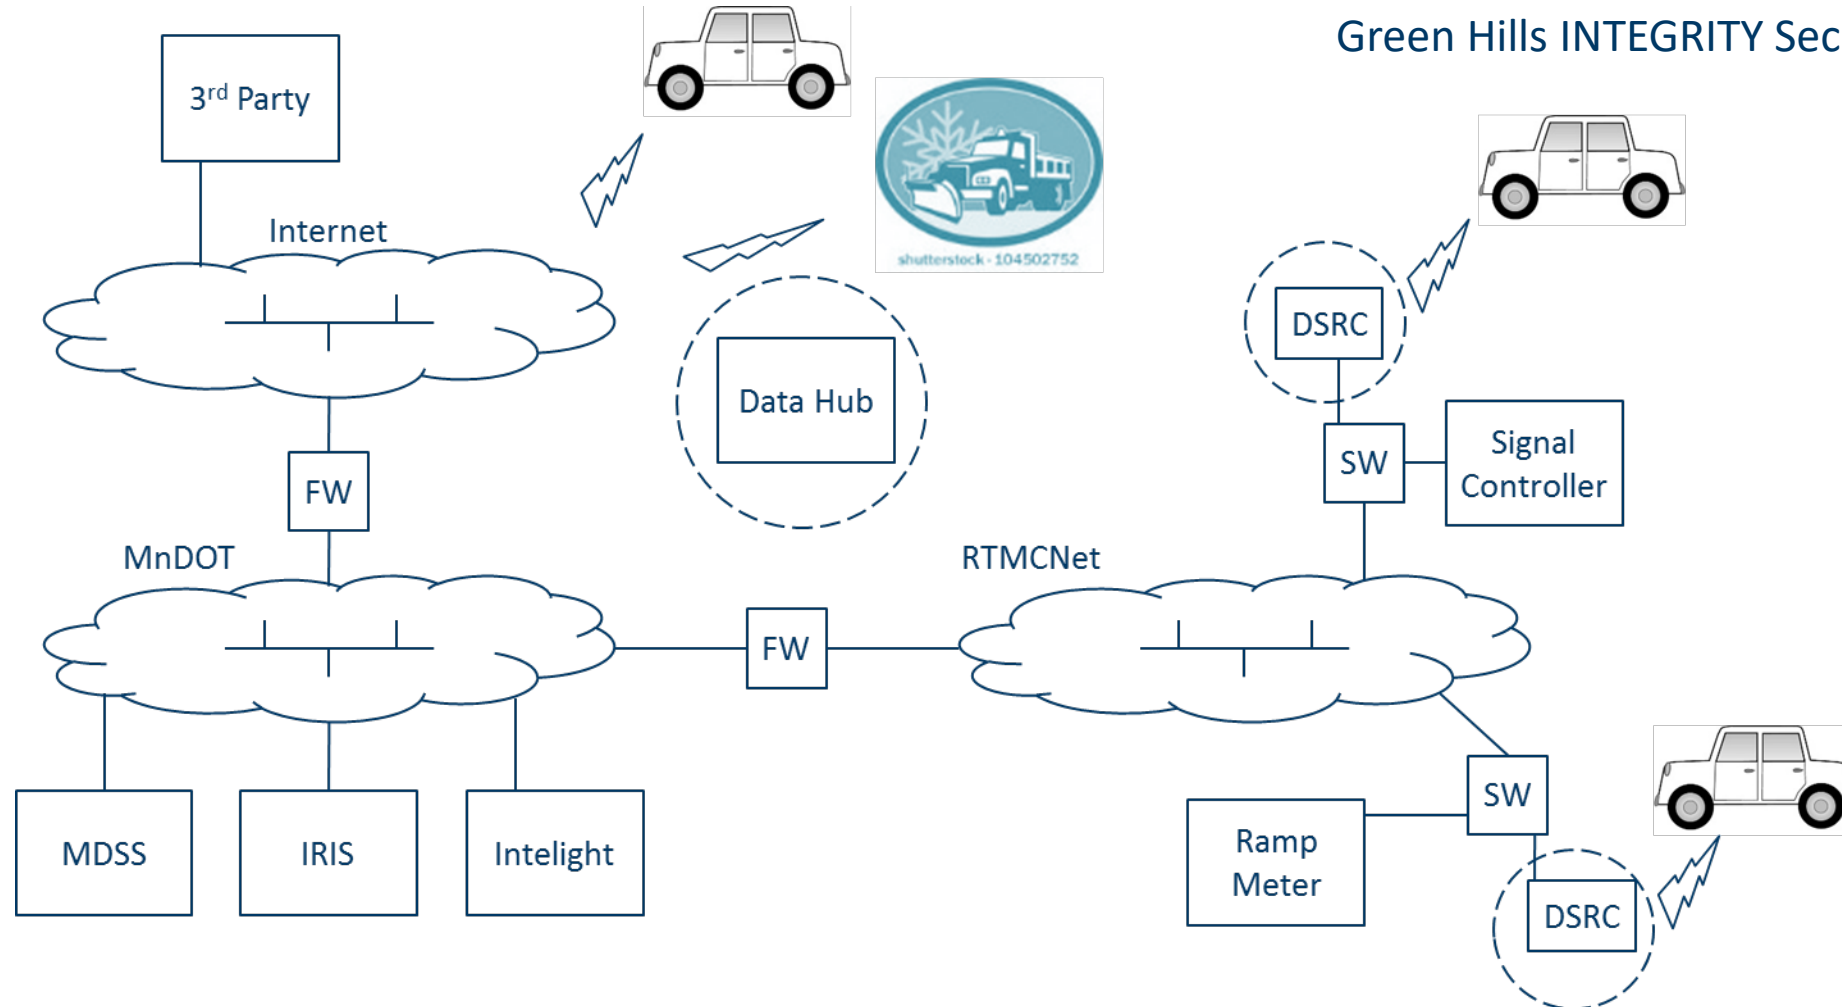 Green Hills INTEGRITY Sec
3rd Party
Internet
shutterstock · 104502752
DSRC
Data Hub
Signal
Controller
SW
FW
MnDOT
RTMCNet
FW
SW
MDSS
IRIS
Intelight
Ramp
Meter
DSRC